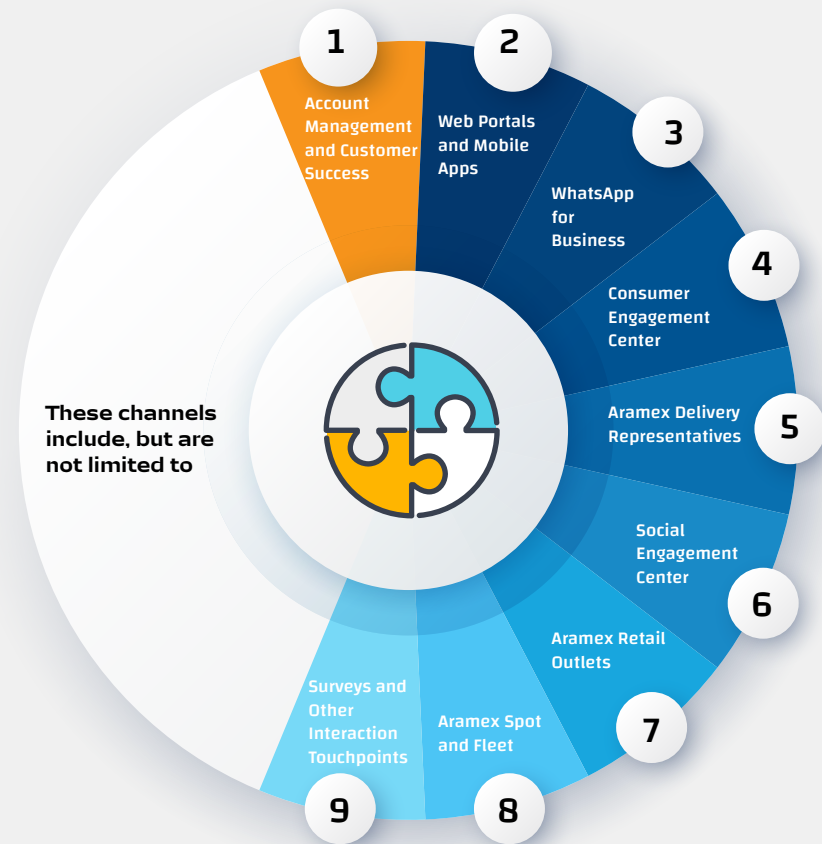 1
Account
Management
and Customer
Success
2
Web Portals
and Mobile
Apps
3
WhatsApp
for
Business
4
Consumer
Engagement
Center
5
Aramex Delivery
Representatives
6
Social
Engagement
Center
7
Aramex Retail
Outlets
8
Aramex Spot
and Fleet
9
Surveys and
Other
Interaction
Touchpoints
These channels
include, but are
not limited to